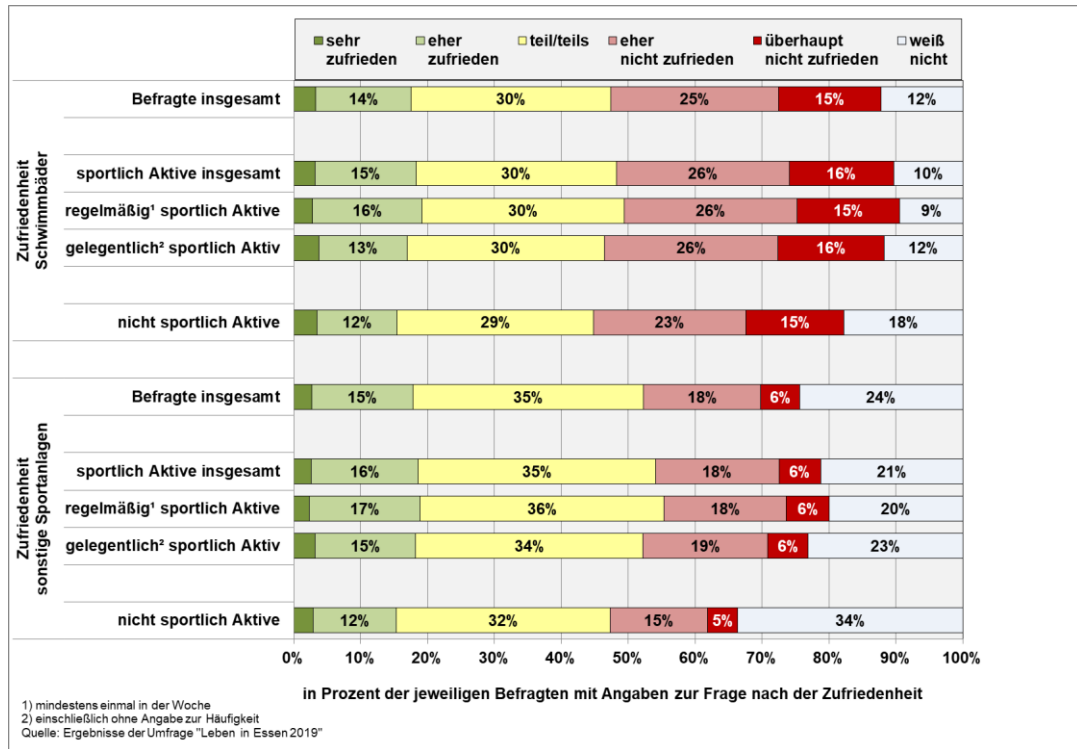 sehr zufrieden
eher zufrieden
teil/teils
eher nicht zufrieden
überhaupt nicht zufrieden
weiß nicht
Zufriedenheit
Schwimmbäder
Befragte insgesamt
14% 30% 25% 15% 12%
sportlich Aktive insgesamt
15% 30% 26% 16% 10%
regelmäßig¹ sportlich Aktive
16% 30% 26% 15% 9%
gelegentlich² sportlich Aktiv
13% 30% 26% 16% 12%
nicht sportlich Aktive
12% 29% 23% 15% 18%
Zufriedenheit
sonstige Sportanlagen
Befragte insgesamt
15% 35% 18% 6% 24%
sportlich Aktive insgesamt
16% 35% 18% 6% 21%
regelmäßig¹ sportlich Aktive
17% 36% 18% 6% 20%
gelegentlich² sportlich Aktiv
15% 34% 19% 6% 23%
nicht sportlich Aktive
12% 32% 15% 5% 34%
0% 10% 20% 30% 40% 50% 60% 70% 80% 90% 100%
in Prozent der jeweiligen Befragten mit Angaben zur Frage nach der Zufriedenheit
1) mindestens einmal in der Woche
2) einschließlich ohne Angabe zur Häufigkeit
Quelle: Ergebnisse der Umfrage "Leben in Essen 2019"